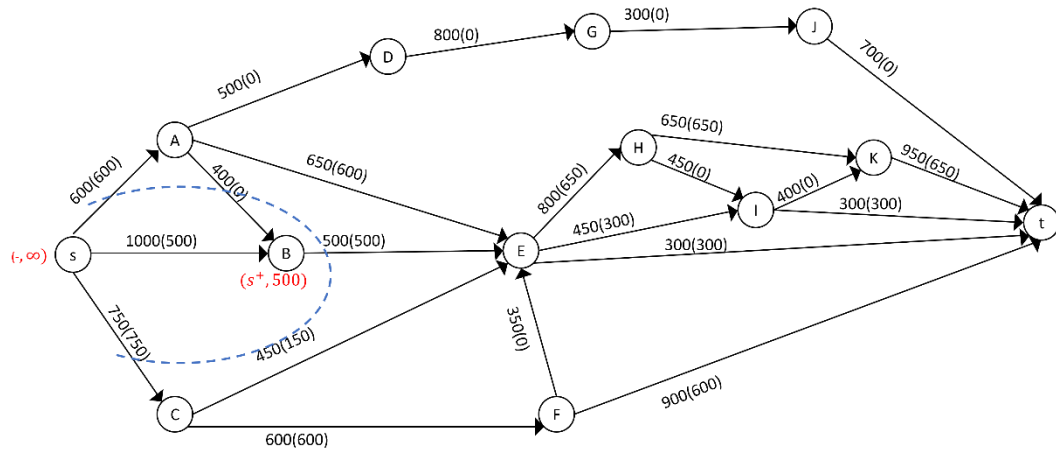 300(0)
J
G
800(0)
D
500(0)
700(0)
A
650(650)
H
K
950(650)
450(0)
650(600)
600(600)
400(0)
800(650)
400(0)
I
300(300)
450(300)
t
1000(500)
500(500)
E
300(300)
s
B
(-, ∞)
(s⁺, 500)
750(750)
450(150)
350(0)
900(600)
C
F
600(600)